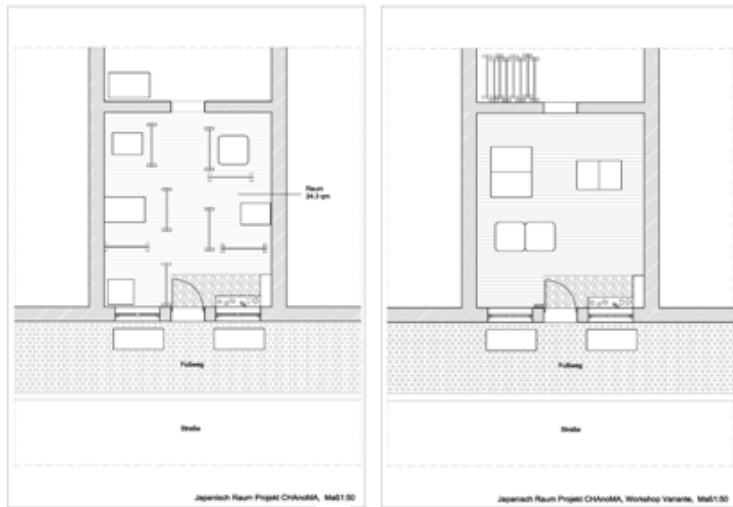 Raum
24.3 qm
Fußweg
Straße
Japanisch Raum Projekt CHAnoMA, Maß1:50
Fußweg
Straße
Japanisch Raum Projekt CHAnoMA, Workshop Variante, Maß1:50